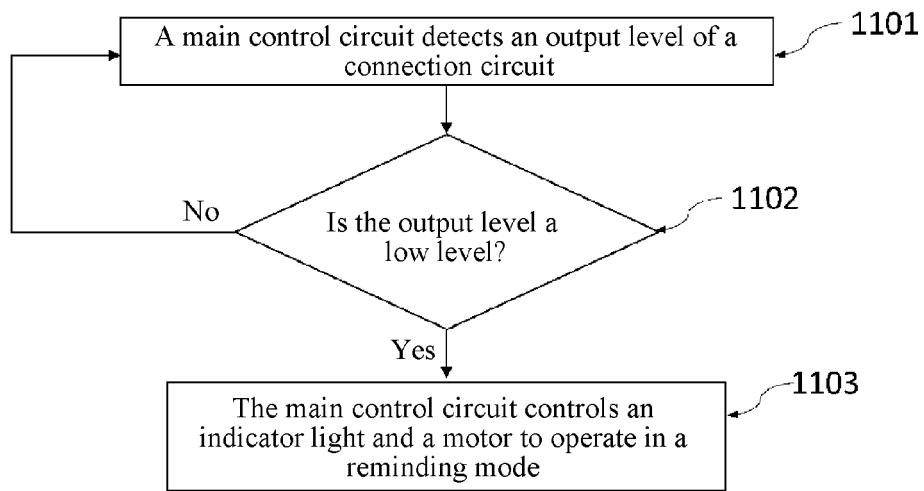 A main control circuit detects an output level of a
connection circuit
1101
No
Is the output level a
low level?
1102
Yes
1103
The main control circuit controls an
indicator light and a motor to operate in a
reminding mode